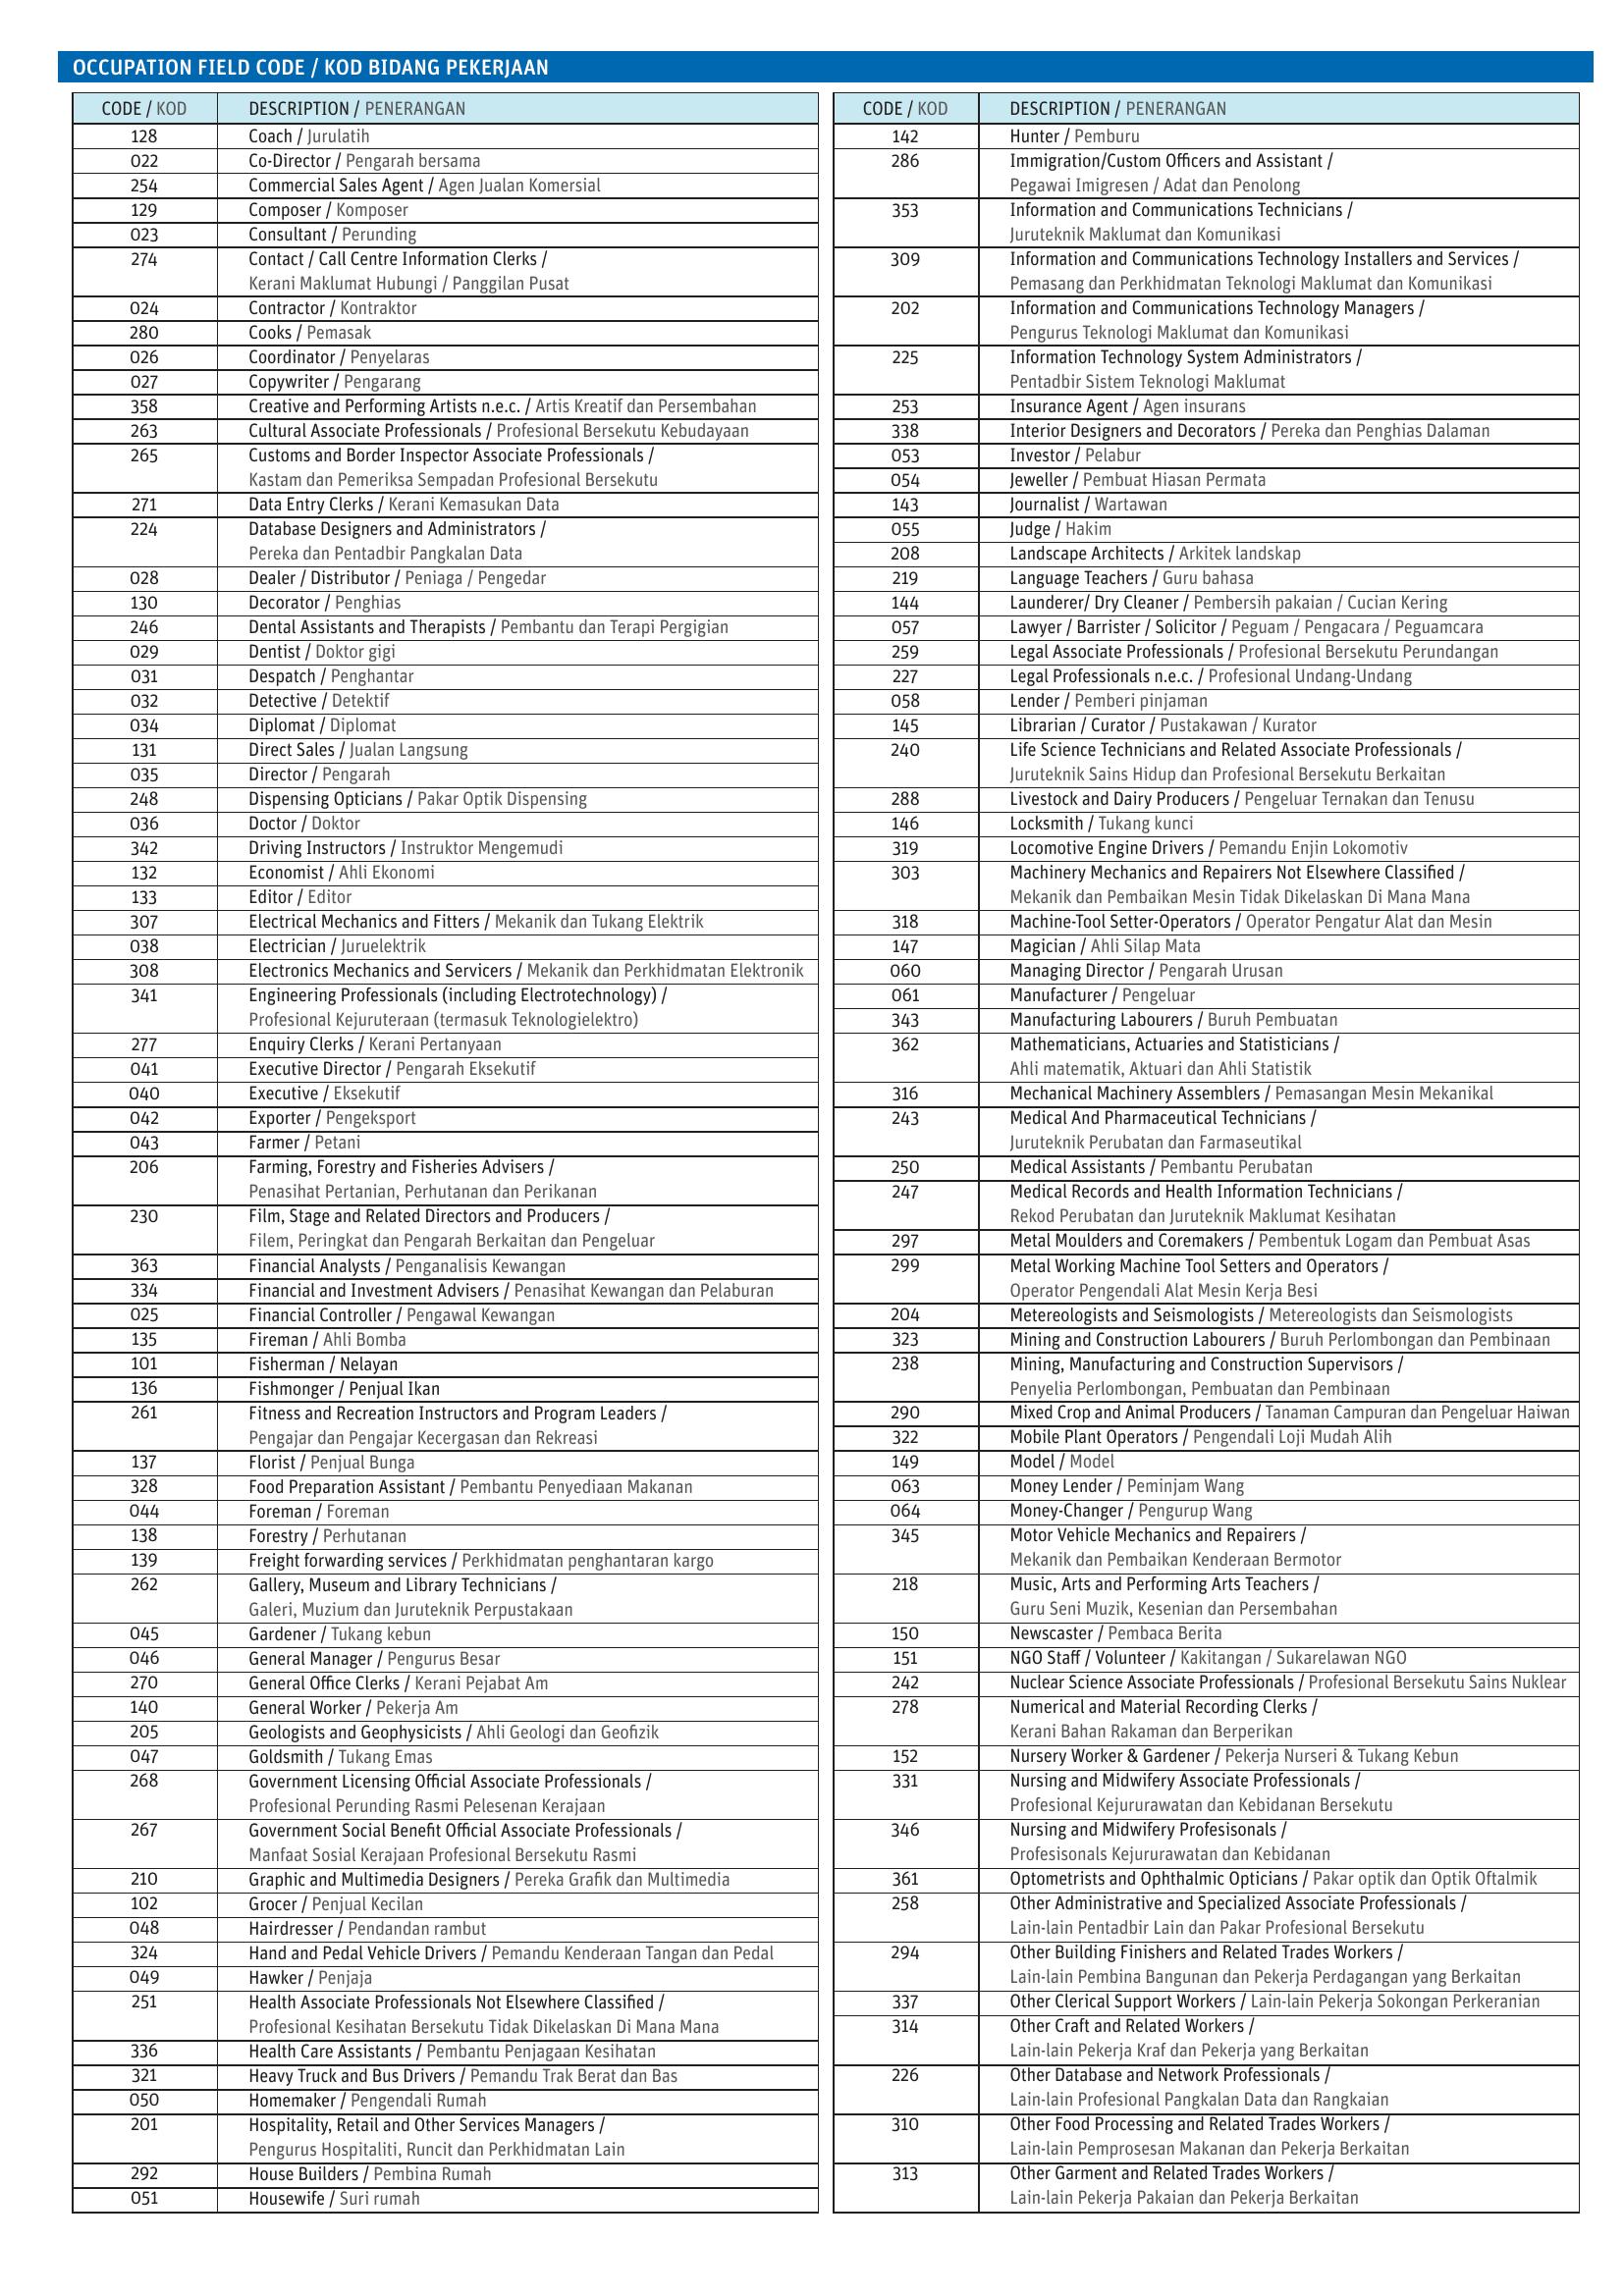 OCCUPATION FIELD CODE / KOD BIDANG PEKERJAAN
CODE / KOD DESCRIPTION / PENERANGAN
128 Coach / Jurulatih
022 Co-Director / Pengarah bersama
254 Commercial Sales Agent / Agen Jualan Komersial
129 Composer / Komposer
023 Consultant / Perunding
274 Contact / Call Centre Information Clerks /
Kerani Maklumat Hubungi / Panggilan Pusat
024 Contractor / Kontraktor
280 Cooks / Pemasak
026 Coordinator / Penyelaras
027 Copywriter / Pengarang
358 Creative and Performing Artists n.e.c. / Artis Kreatif dan Persembahan
263 Cultural Associate Professionals / Profesional Bersekutu Kebudayaan
265 Customs and Border Inspector Associate Professionals /
Kastam dan Pemeriksa Sempadan Profesional Bersekutu
271 Data Entry Clerks / Kerani Kemasukan Data
224 Database Designers and Administrators /
Pereka dan Pentadbir Pangkalan Data
028 Dealer / Distributor / Peniaga / Pengedar
130 Decorator / Penghias
246 Dental Assistants and Therapists / Pembantu dan Terapi Pergigian
029 Dentist / Doktor gigi
031 Despatch / Penghantar
032 Detective / Detektif
034 Diplomat / Diplomat
131 Direct Sales / Jualan Langsung
035 Director / Pengarah
248 Dispensing Opticians / Pakar Optik Dispensing
036 Doctor / Doktor
342 Driving Instructors / Instruktor Mengemudi
132 Economist / Ahli Ekonomi
133 Editor / Editor
307 Electrical Mechanics and Fitters / Mekanik dan Tukang Elektrik
038 Electrician / Juruelektrik
308 Electronics Mechanics and Servicers / Mekanik dan Perkhidmatan Elektronik
341 Engineering Professionals (including Electrotechnology) /
Profesional Kejuruteraan (termasuk Teknologielektro)
277 Enquiry Clerks / Kerani Pertanyaan
041 Executive Director / Pengarah Eksekutif
040 Executive / Eksekutif
042 Exporter / Pengeksport
043 Farmer / Petani
206 Farming, Forestry and Fisheries Advisers /
Penasihat Pertanian, Perhutanan dan Perikanan
230 Film, Stage and Related Directors and Producers /
Filem, Peringkat dan Pengarah Berkaitan dan Pengeluar
363 Financial Analysts / Penganalisis Kewangan
334 Financial and Investment Advisers / Penasihat Kewangan dan Pelaburan
025 Financial Controller / Pengawal Kewangan
135 Fireman / Ahli Bomba
101 Fisherman / Nelayan
136 Fishmonger / Penjual Ikan
261 Fitness and Recreation Instructors and Program Leaders /
Pengajar dan Pengajar Kecergasan dan Rekreasi
137 Florist / Penjual Bunga
328 Food Preparation Assistant / Pembantu Penyediaan Makanan
044 Foreman / Foreman
138 Forestry / Perhutanan
139 Freight forwarding services / Perkhidmatan penghantaran kargo
262 Gallery, Museum and Library Technicians /
Galeri, Muzium dan Juruteknik Perpustakaan
045 Gardener / Tukang kebun
046 General Manager / Pengurus Besar
270 General Office Clerks / Kerani Pejabat Am
140 General Worker / Pekerja Am
205 Geologists and Geophysicists / Ahli Geologi dan Geofizik
047 Goldsmith / Tukang Emas
268 Government Licensing Official Associate Professionals /
Profesional Perunding Rasmi Pelesenan Kerajaan
267 Government Social Benefit Official Associate Professionals /
Manfaat Sosial Kerajaan Profesional Bersekutu Rasmi
210 Graphic and Multimedia Designers / Pereka Grafik dan Multimedia
102 Grocer / Penjual Kecilan
048 Hairdresser / Pendandan rambut
324 Hand and Pedal Vehicle Drivers / Pemandu Kenderaan Tangan dan Pedal
049 Hawker / Penjaja
251 Health Associate Professionals Not Elsewhere Classified /
Profesional Kesihatan Bersekutu Tidak Dikelaskan Di Mana Mana
336 Health Care Assistants / Pembantu Penjagaan Kesihatan
321 Heavy Truck and Bus Drivers / Pemandu Trak Berat dan Bas
050 Homemaker / Pengendali Rumah
201 Hospitality, Retail and Other Services Managers /
Pengurus Hospitaliti, Runcit dan Perkhidmatan Lain
292 House Builders / Pembina Rumah
051 Housewife / Suri rumah
CODE / KOD DESCRIPTION / PENERANGAN
142 Hunter / Pemburu
286 Immigration/Custom Officers and Assistant /
Pegawai Imigresen / Adat dan Penolong
353 Information and Communications Technicians /
Juruteknik Maklumat dan Komunikasi
309 Information and Communications Technology Installers and Services /
Pemasang dan Perkhidmatan Teknologi Maklumat dan Komunikasi
202 Information and Communications Technology Managers /
Pengurus Teknologi Maklumat dan Komunikasi
225 Information Technology System Administrators /
Pentadbir Sistem Teknologi Maklumat
253 Insurance Agent / Agen insurans
338 Interior Designers and Decorators / Pereka dan Penghias Dalaman
053 Investor / Pelabur
054 Jeweller / Pembuat Hiasan Permata
143 Journalist / Wartawan
055 Judge / Hakim
208 Landscape Architects / Arkitek landskap
219 Language Teachers / Guru bahasa
144 Launderer/ Dry Cleaner / Pembersih pakaian / Cucian Kering
057 Lawyer / Barrister / Solicitor / Peguam / Pengacara / Peguamcara
259 Legal Associate Professionals / Profesional Bersekutu Perundangan
227 Legal Professionals n.e.c. / Profesional Undang-Undang
058 Lender / Pemberi pinjaman
145 Librarian / Curator / Pustakawan / Kurator
240 Life Science Technicians and Related Associate Professionals /
Juruteknik Sains Hidup dan Profesional Bersekutu Berkaitan
288 Livestock and Dairy Producers / Pengeluar Ternakan dan Tenusu
146 Locksmith / Tukang kunci
319 Locomotive Engine Drivers / Pemandu Enjin Lokomotiv
303 Machinery Mechanics and Repairers Not Elsewhere Classified /
Mekanik dan Pembaikan Mesin Tidak Dikelaskan Di Mana Mana
318 Machine-Tool Setter-Operators / Operator Pengatur Alat dan Mesin
147 Magician / Ahli Silap Mata
060 Managing Director / Pengarah Urusan
061 Manufacturer / Pengeluar
343 Manufacturing Labourers / Buruh Pembuatan
362 Mathematicians, Actuaries and Statisticians /
Ahli matematik, Aktuari dan Ahli Statistik
316 Mechanical Machinery Assemblers / Pemasangan Mesin Mekanikal
243 Medical And Pharmaceutical Technicians /
Juruteknik Perubatan dan Farmaseutikal
250 Medical Assistants / Pembantu Perubatan
247 Medical Records and Health Information Technicians /
Rekod Perubatan dan Juruteknik Maklumat Kesihatan
297 Metal Moulders and Coremakers / Pembentuk Logam dan Pembuat Asas
299 Metal Working Machine Tool Setters and Operators /
Operator Pengendali Alat Mesin Kerja Besi
204 Metereologists and Seismologists / Metereologists dan Seismologists
323 Mining and Construction Labourers / Buruh Perlombongan dan Pembinaan
238 Mining, Manufacturing and Construction Supervisors /
Penyelia Perlombongan, Pembuatan dan Pembinaan
290 Mixed Crop and Animal Producers / Tanaman Campuran dan Pengeluar Haiwan
322 Mobile Plant Operators / Pengendali Loji Mudah Alih
149 Model / Model
063 Money Lender / Peminjam Wang
064 Money-Changer / Pengurup Wang
345 Motor Vehicle Mechanics and Repairers /
Mekanik dan Pembaikan Kenderaan Bermotor
218 Music, Arts and Performing Arts Teachers /
Guru Seni Muzik, Kesenian dan Persembahan
150 Newscaster / Pembaca Berita
151 NGO Staff / Volunteer / Kakitangan / Sukarelawan NGO
242 Nuclear Science Associate Professionals / Profesional Bersekutu Sains Nuklear
278 Numerical and Material Recording Clerks /
Kerani Bahan Rakaman dan Berperikan
152 Nursery Worker & Gardener / Pekerja Nurseri & Tukang Kebun
331 Nursing and Midwifery Associate Professionals /
Profesional Kejururawatan dan Kebidanan Bersekutu
346 Nursing and Midwifery Profesisonals /
Profesisonals Kejururawatan dan Kebidanan
361 Optometrists and Ophthalmic Opticians / Pakar optik dan Optik Oftalmik
258 Other Administrative and Specialized Associate Professionals /
Lain-lain Pentadbir Lain dan Pakar Profesional Bersekutu
294 Other Building Finishers and Related Trades Workers /
Lain-lain Pembina Bangunan dan Pekerja Perdagangan yang Berkaitan
337 Other Clerical Support Workers / Lain-lain Pekerja Sokongan Perkeranian
314 Other Craft and Related Workers /
Lain-lain Pekerja Kraf dan Pekerja yang Berkaitan
226 Other Database and Network Professionals /
Lain-lain Profesional Pangkalan Data dan Rangkaian
310 Other Food Processing and Related Trades Workers /
Lain-lain Pemprosesan Makanan dan Pekerja Berkaitan
313 Other Garment and Related Trades Workers /
Lain-lain Pekerja Pakaian dan Pekerja Berkaitan